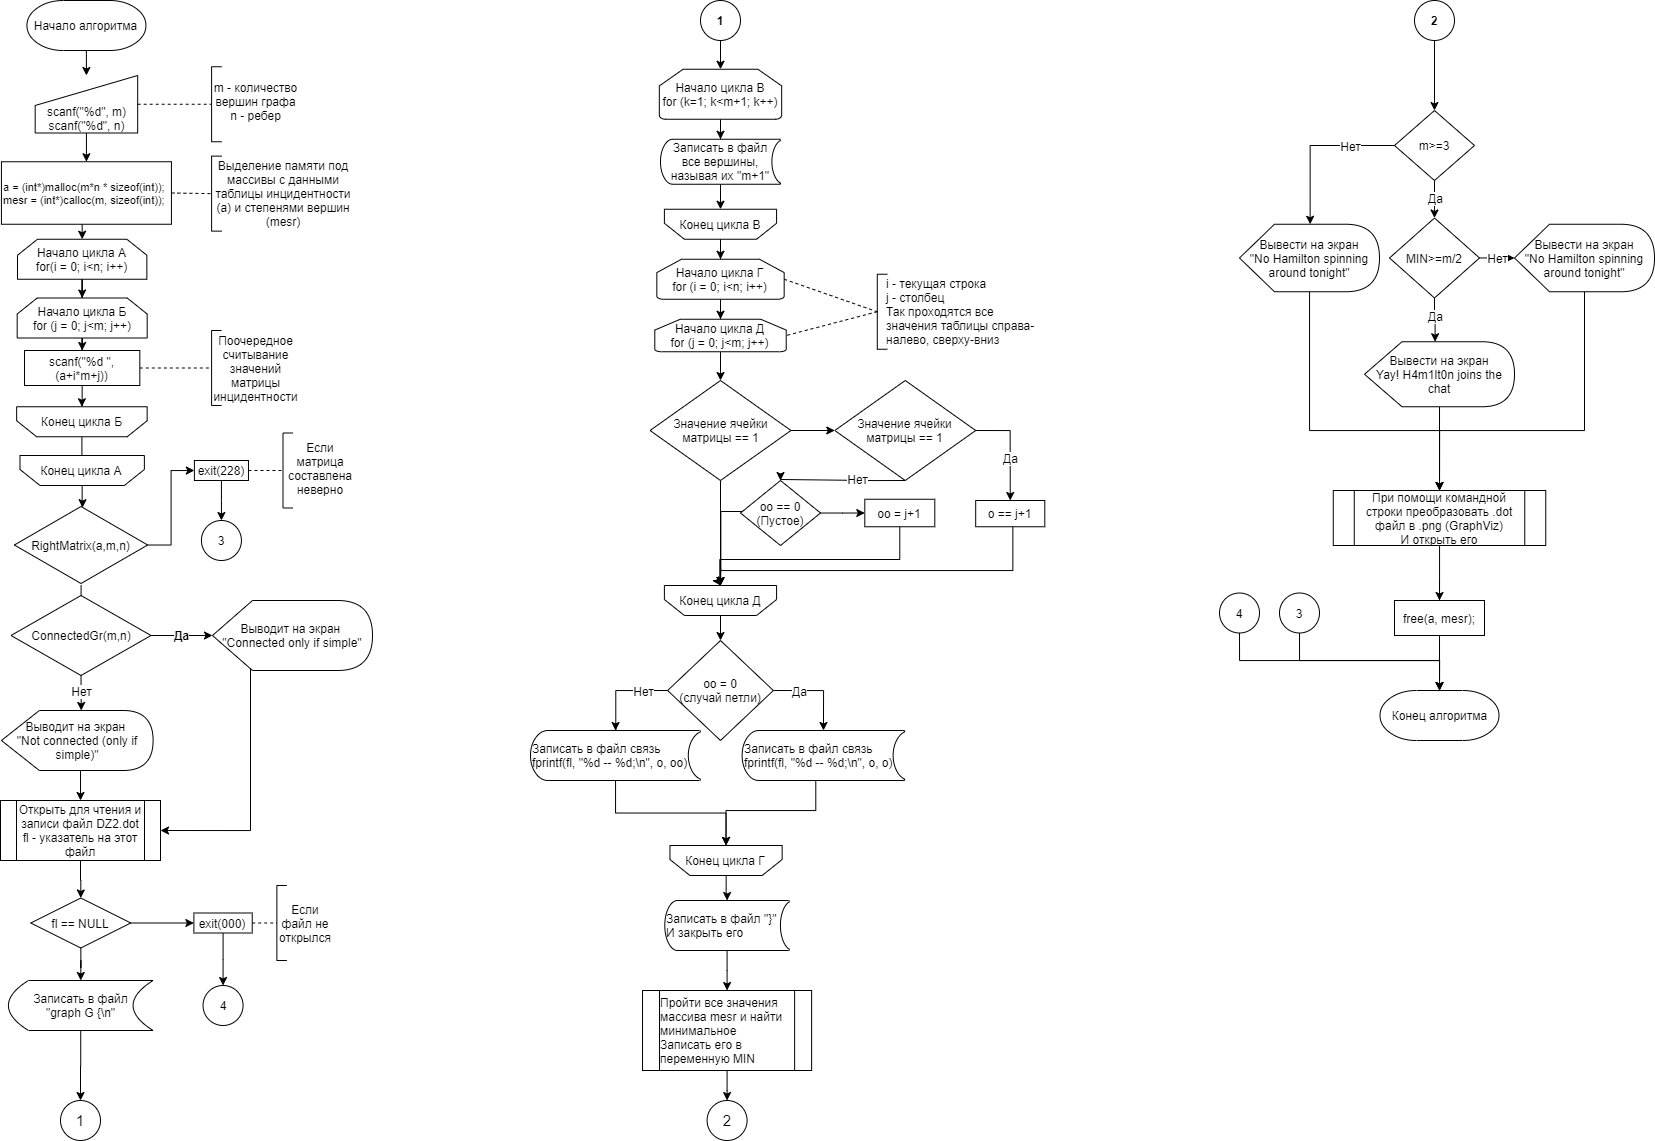 Начало алгоритма
scanf("%d", m)
scanf("%d", n)
m - количество
вершин графа
n - ребер
a = (int*)malloc(m*n * sizeof(int));
mesr = (int*)calloc(m, sizeof(int));
Выделение памяти под
массивы с данными
таблицы инцидентности
(a) и степенями вершин
(mesr)
Начало цикла А
for(i = 0; i<n; i++)
Начало цикла Б
for (j = 0; j<m; j++)
scanf("%d ",
(a+i*m+j))
Поочередное
считывание
значений
матрицы
инцидентности
Конец цикла Б
Конец цикла А
RightMatrix(a,m,n)
exit(228)
Если
матрица
составлена
неверно
3
ConnectedGr(m,n)
Да
Выводит на экран
"Connected only if simple"
Нет
Выводит на экран
"Not connected (only if
simple)"
Открыть для чтения и
записи файл DZ2.dot
fl - указатель на этот
файл
fl == NULL
exit(000)
Если
файл не
открылся
4
Записать в файл
"graph G {\n"
1
1
Начало цикла В
for (k=1; k<m+1; k++)
Записать в файл
все вершины,
называя их "m+1"
Конец цикла В
Начало цикла Г
for (i = 0; i<n; i++)
Начало цикла Д
for (j = 0; j<m; j++)
i - текущая строка
j - столбец
Так проходятся все
значения таблицы справа-
налево, сверху-вниз
Значение ячейки
матрицы == 1
Значение ячейки
матрицы == 1
Да
Нет
oo == 0
(Пустое)
oo = j+1
o == j+1
Конец цикла Д
oo = 0
(случай петли)
Нет
Да
Записать в файл связь
fprintf(fl, "%d -- %d;\n", o, oo)
Записать в файл связь
fprintf(fl, "%d -- %d;\n", o, o)
Конец цикла Г
Записать в файл "}"
И закрыть его
Пройти все значения
массива mesr и найти
минимальное
Записать его в
переменную MIN
2
2
m>=3
Нет
Да
Вывести на экран
"No Hamilton spinning
around tonight"
MIN>=m/2
Нет
Вывести на экран
"No Hamilton spinning
around tonight"
Да
Вывести на экран
Yay! H4m1lt0n joins the
chat
При помощи командной
строки преобразовать .dot
файл в .png (GraphViz)
И открыть его
4
3
free(a, mesr);
Конец алгоритма